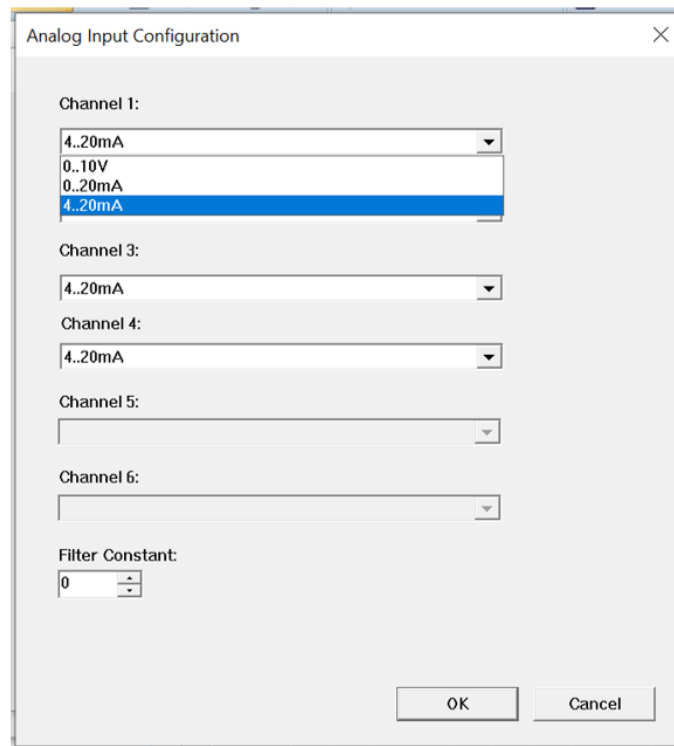 Analog Input Configuration
Channel 1:
4..20mA
0..10V
0..20mA
4..20mA
Channel 3:
4..20mA
Channel 4:
4..20mA
Channel 5:
Channel 6:
Filter Constant:
0
OK Cancel